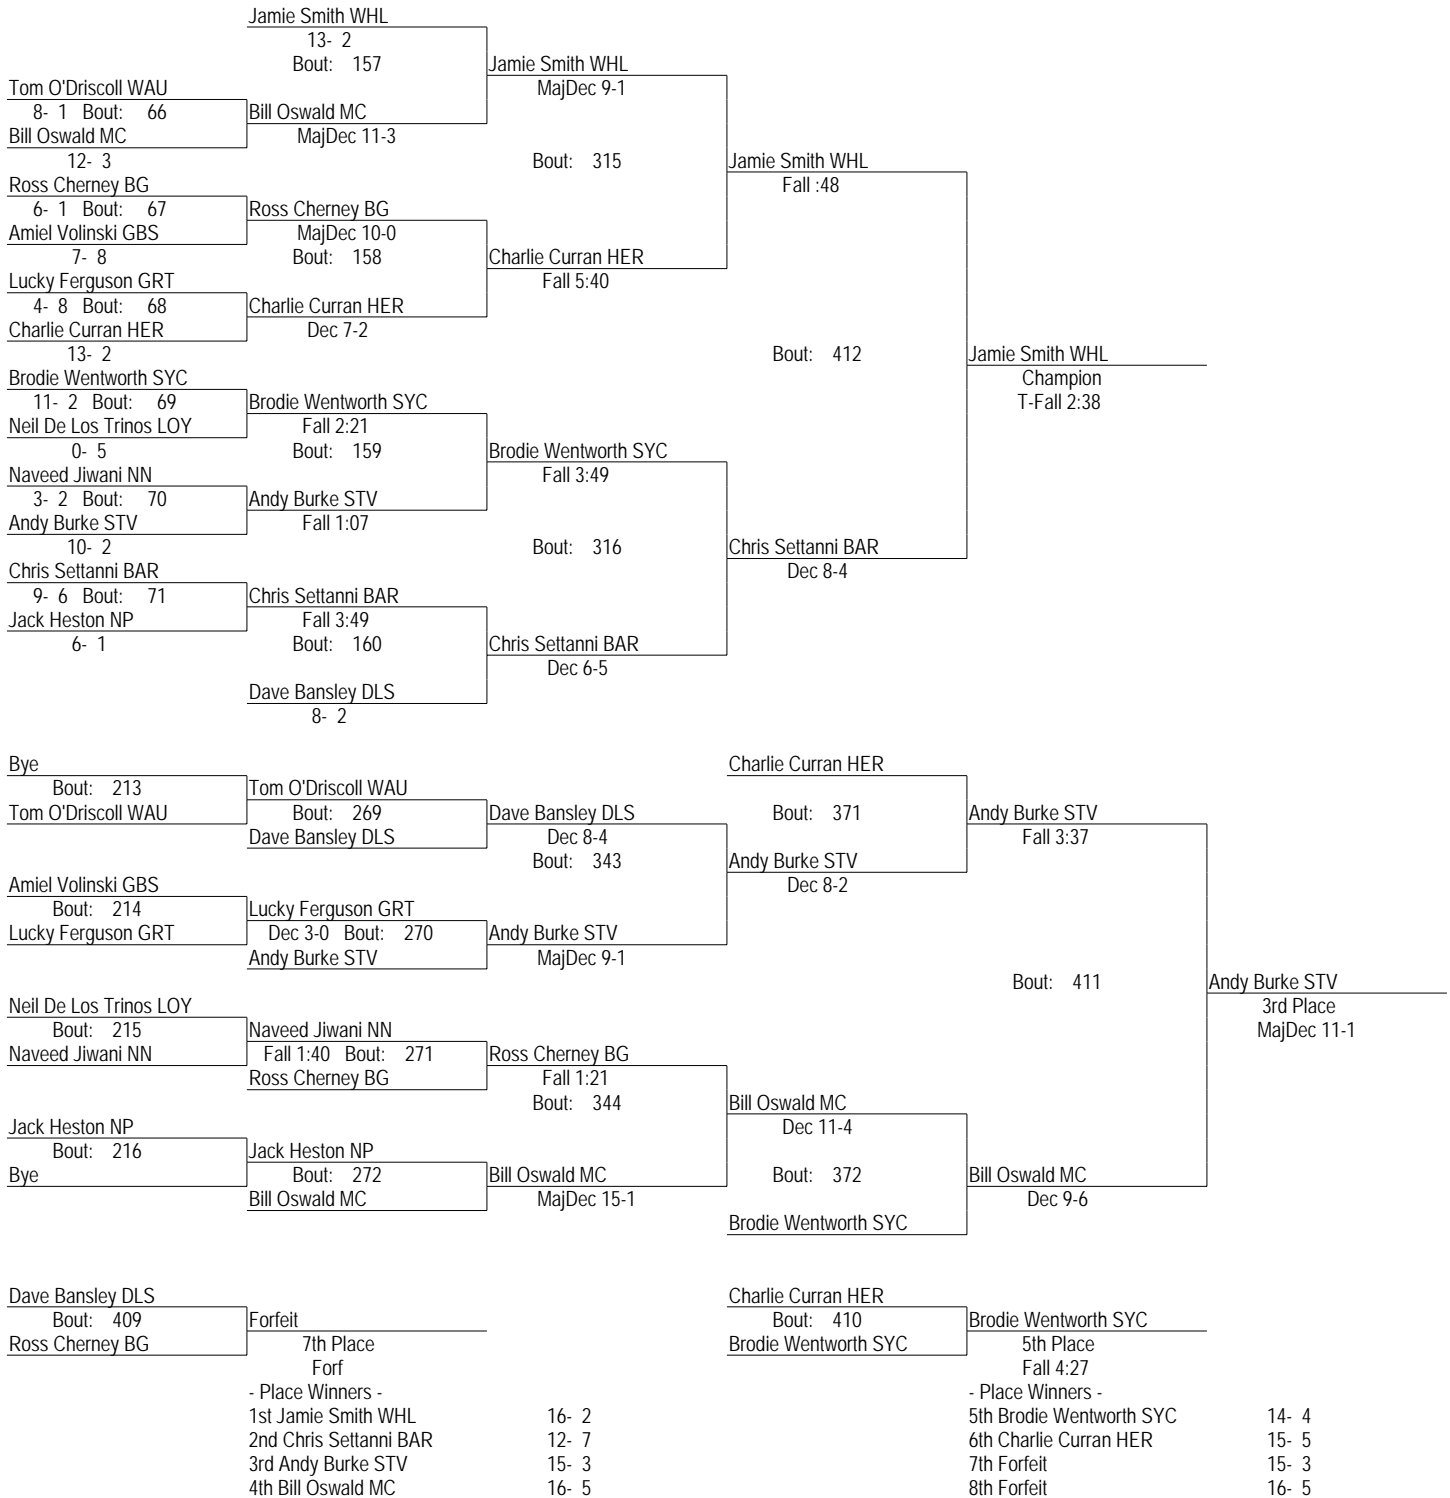 Jamie Smith WHL
13- 2
Bout: 157
Jamie Smith WHL
Tom O'Driscoll WAU
MajDec 9-1
8- 1 Bout: 66
Bill Oswald MC
Bill Oswald MC
MajDec 11-3
12- 3
Bout: 315
Jamie Smith WHL
Ross Cherney BG
Fall :48
6- 1 Bout: 67
Ross Cherney BG
Amiel Volinski GBS
MajDec 10-0
7- 8
Bout: 158
Charlie Curran HER
Lucky Ferguson GRT
Fall 5:40
4- 8 Bout: 68
Charlie Curran HER
Charlie Curran HER
Dec 7-2
13- 2
Bout: 412
Jamie Smith WHL
Brodie Wentworth SYC
Champion
11- 2 Bout: 69
Brodie Wentworth SYC
T-Fall 2:38
Neil De Los Trinos LOY
Fall 2:21
0- 5
Bout: 159
Brodie Wentworth SYC
Naveed Jiwani NN
Fall 3:49
3- 2 Bout: 70
Andy Burke STV
Andy Burke STV
Fall 1:07
10- 2
Bout: 316
Chris Settanni BAR
Chris Settanni BAR
Dec 8-4
9- 6 Bout: 71
Chris Settanni BAR
Jack Heston NP
Fall 3:49
6- 1
Bout: 160
Chris Settanni BAR
Dec 6-5
Dave Bansley DLS
8- 2
Bye
Charlie Curran HER
Bout: 213
Tom O'Driscoll WAU
Tom O'Driscoll WAU
Bout: 269
Dave Bansley DLS
Bout: 371
Andy Burke STV
Dave Bansley DLS
Dec 8-4
Fall 3:37
Bout: 343
Andy Burke STV
Amiel Volinski GBS
Dec 8-2
Bout: 214
Lucky Ferguson GRT
Lucky Ferguson GRT
Dec 3-0 Bout: 270
Andy Burke STV
Andy Burke STV
MajDec 9-1
Bout: 411
Andy Burke STV
Neil De Los Trinos LOY
3rd Place
Bout: 215
Naveed Jiwani NN
MajDec 11-1
Naveed Jiwani NN
Fall 1:40 Bout: 271
Ross Cherney BG
Ross Cherney BG
Fall 1:21
Bout: 344
Bill Oswald MC
Jack Heston NP
Dec 11-4
Bout: 216
Jack Heston NP
Bye
Bout: 272
Bill Oswald MC
Bout: 372
Bill Oswald MC
Bill Oswald MC
MajDec 15-1
Dec 9-6
Brodie Wentworth SYC
Dave Bansley DLS
Charlie Curran HER
Bout: 409
Forfeit
Bout: 410
Brodie Wentworth SYC
Ross Cherney BG
7th Place
Brodie Wentworth SYC
5th Place
Forf
Fall 4:27
- Place Winners -
- Place Winners -
1st Jamie Smith WHL 16- 2
5th Brodie Wentworth SYC 14- 4
2nd Chris Settanni BAR 12- 7
6th Charlie Curran HER 15- 5
3rd Andy Burke STV 15- 3
7th Forfeit 15- 3
4th Bill Oswald MC 16- 5
8th Forfeit 16- 5